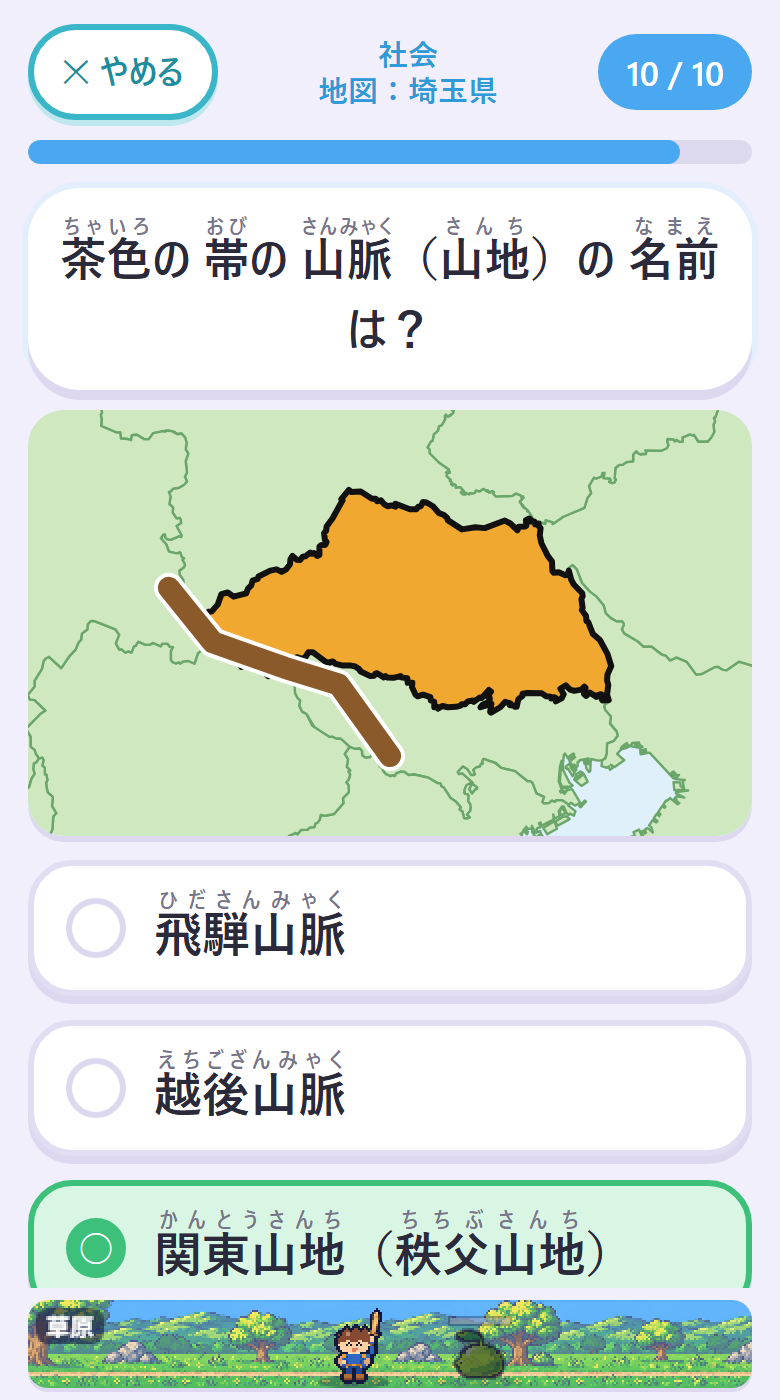 × やめる
社会
地図：埼玉県
10 / 10
ちゃいろ おび さんみゃく さんち なまえ
茶色の 帯の 山脈（山地）の 名前
は？
ひださんみゃく
飛騨山脈
えちごさんみゃく
越後山脈
かんとうさんち ちちぶさんち
関東山地（秩父山地）
草原